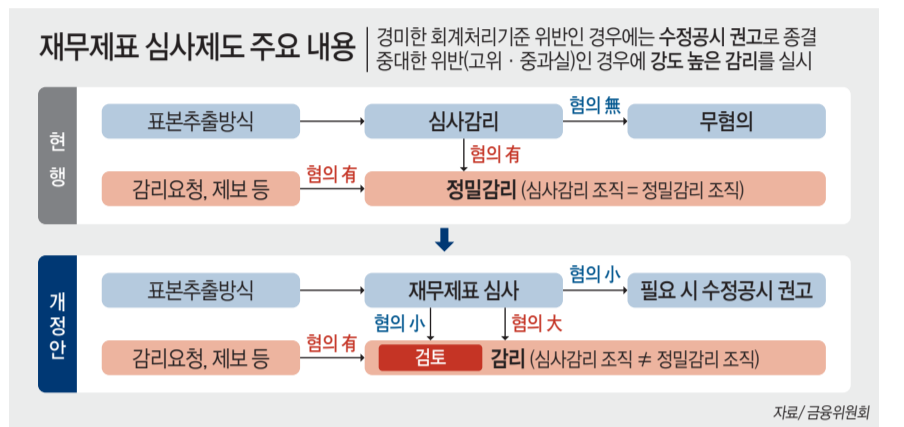 재무제표 심사제도 주요 내용
경미한 회계처리기준 위반인 경우에는 수정공시 권고로 종결
중대한 위반(고위 · 중과실)인 경우에 강도 높은 감리를 실시
현행
표본추출방식
심사감리
혐의 無
무혐의
혐의 有
감리요청, 제보 등
혐의 有
정밀감리 (심사감리 조직 = 정밀감리 조직)
개정안
표본추출방식
재무제표 심사
혐의 小
필요 시 수정공시 권고
혐의 小
혐의 大
감리요청, 제보 등
혐의 有
검토
감리 (심사감리 조직 ≠ 정밀감리 조직)
자료/ 금융위원회